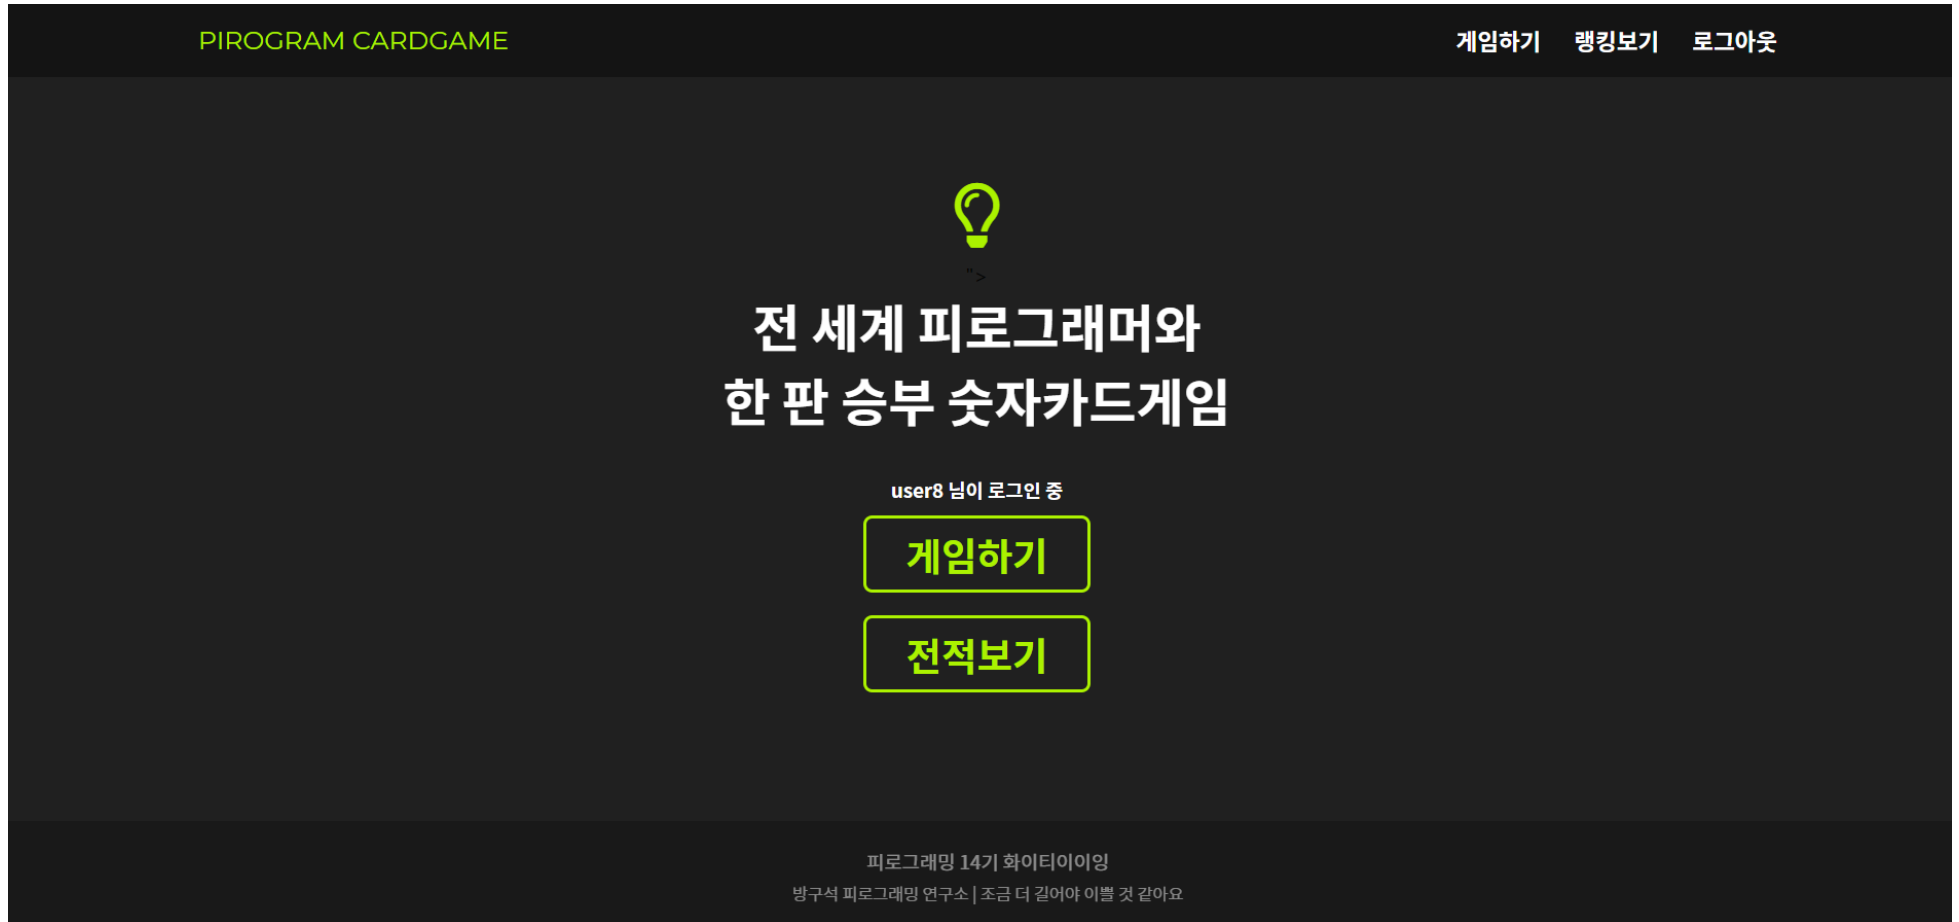 PIROGRAM CARDGAME 게임하기 랭킹보기 로그아웃
">
전 세계 피로그래머와
한 판 승부 숫자카드게임
user8 님이 로그인 중
게임하기
전적보기
피로그래밍 14기 화이티이이잉
방구석 피로그래밍 연구소 | 조금 더 길어야 이쁠 것 같아요